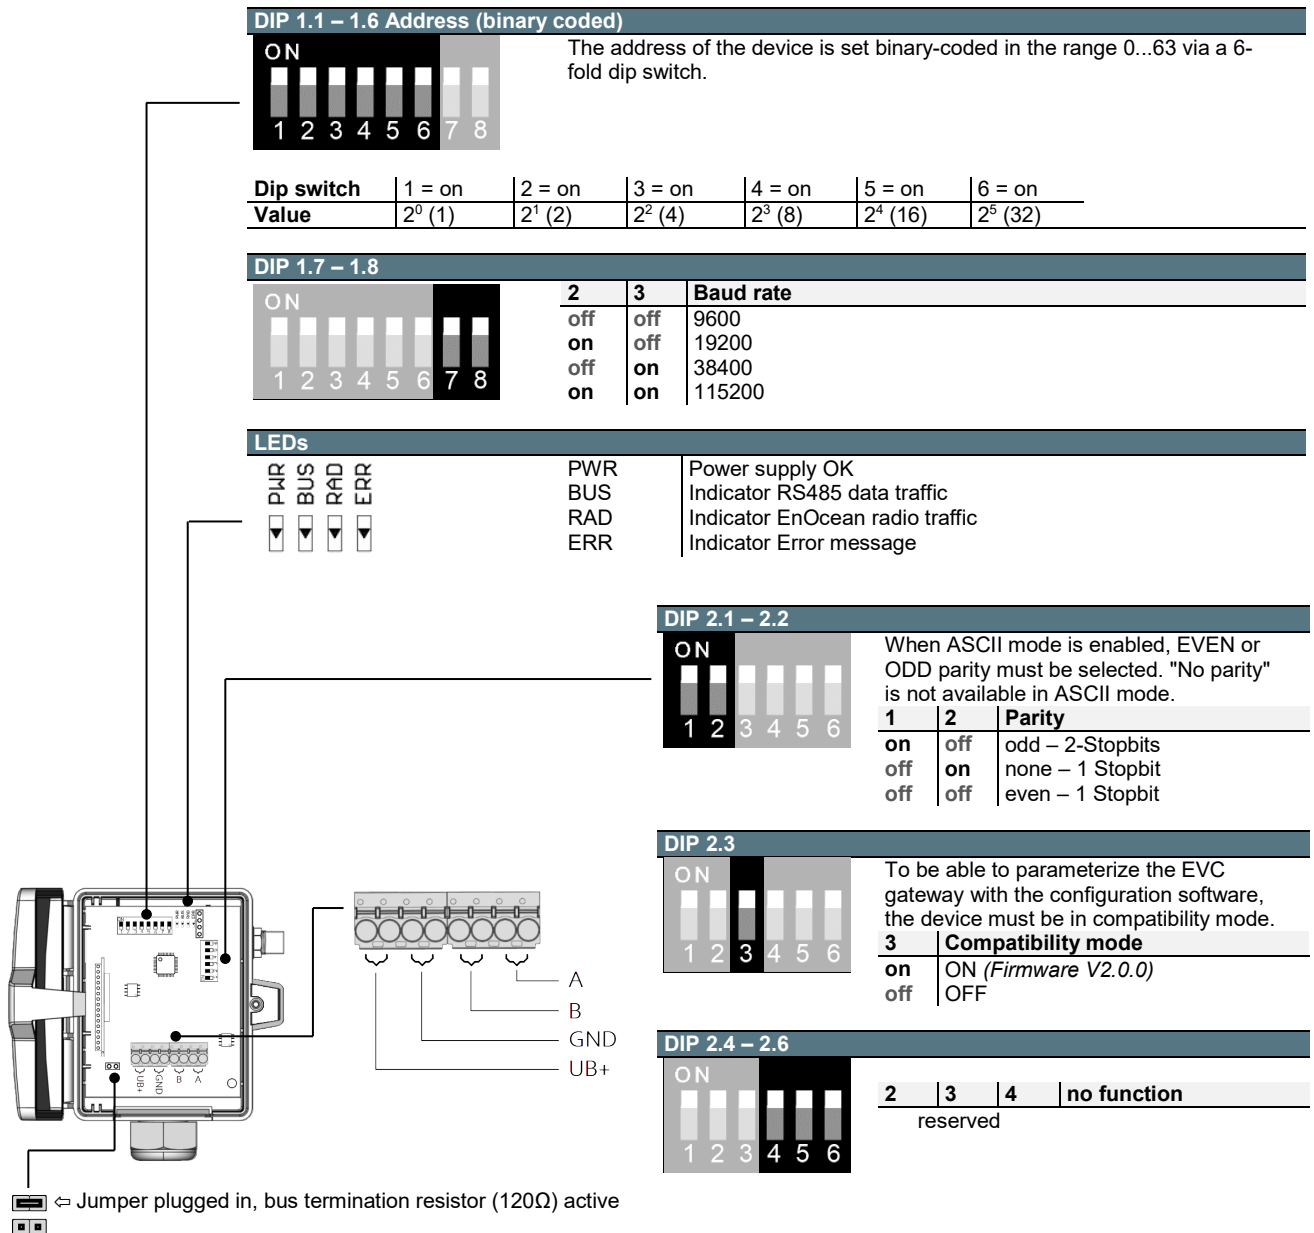 DIP 1.1 – 1.6 Address (binary coded)
ON
1 2 3 4 5 6 7 8
The address of the device is set binary-coded in the range 0...63 via a 6-
fold dip switch.
Dip switch 1 = on 2 = on 3 = on 4 = on 5 = on 6 = on
Value 2⁰ (1) 2¹ (2) 2² (4) 2³ (8) 2⁴ (16) 2⁵ (32)
DIP 1.7 – 1.8
ON
1 2 3 4 5 6 7 8
2 3 Baud rate
off off 9600
on off 19200
off on 38400
on on 115200
LEDs
PWR BUS RAD ERR
PWR Power supply OK
BUS Indicator RS485 data traffic
RAD Indicator EnOcean radio traffic
ERR Indicator Error message
DIP 2.1 – 2.2
ON
1 2 3 4 5 6
When ASCII mode is enabled, EVEN or
ODD parity must be selected. "No parity"
is not available in ASCII mode.
1 2 Parity
on off odd – 2-Stopbits
off on none – 1 Stopbit
off off even – 1 Stopbit
DIP 2.3
ON
1 2 3 4 5 6
To be able to parameterize the EVC
gateway with the configuration software,
the device must be in compatibility mode.
3 Compatibility mode
on ON (Firmware V2.0.0)
off OFF
A
B
GND
UB+
UB+ GND B A
DIP 2.4 – 2.6
ON
1 2 3 4 5 6
2 3 4 no function
reserved
⇦ Jumper plugged in, bus termination resistor (120Ω) active